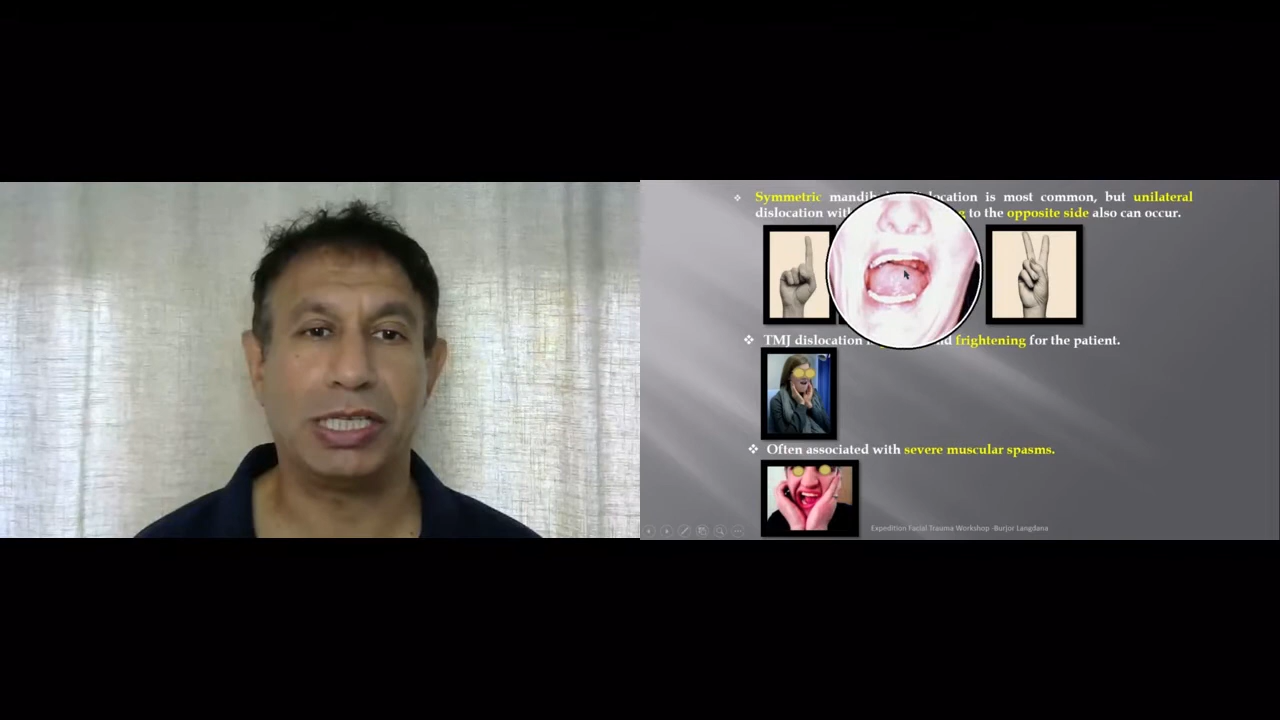 Symmetric mandib location is most common, but unilateral
dislocation with to the opposite side also can occur.
TMJ dislocation frightening for the patient.
Often associated with severe muscular spasms.
Expedition Facial Trauma Workshop -Burjor Langdana